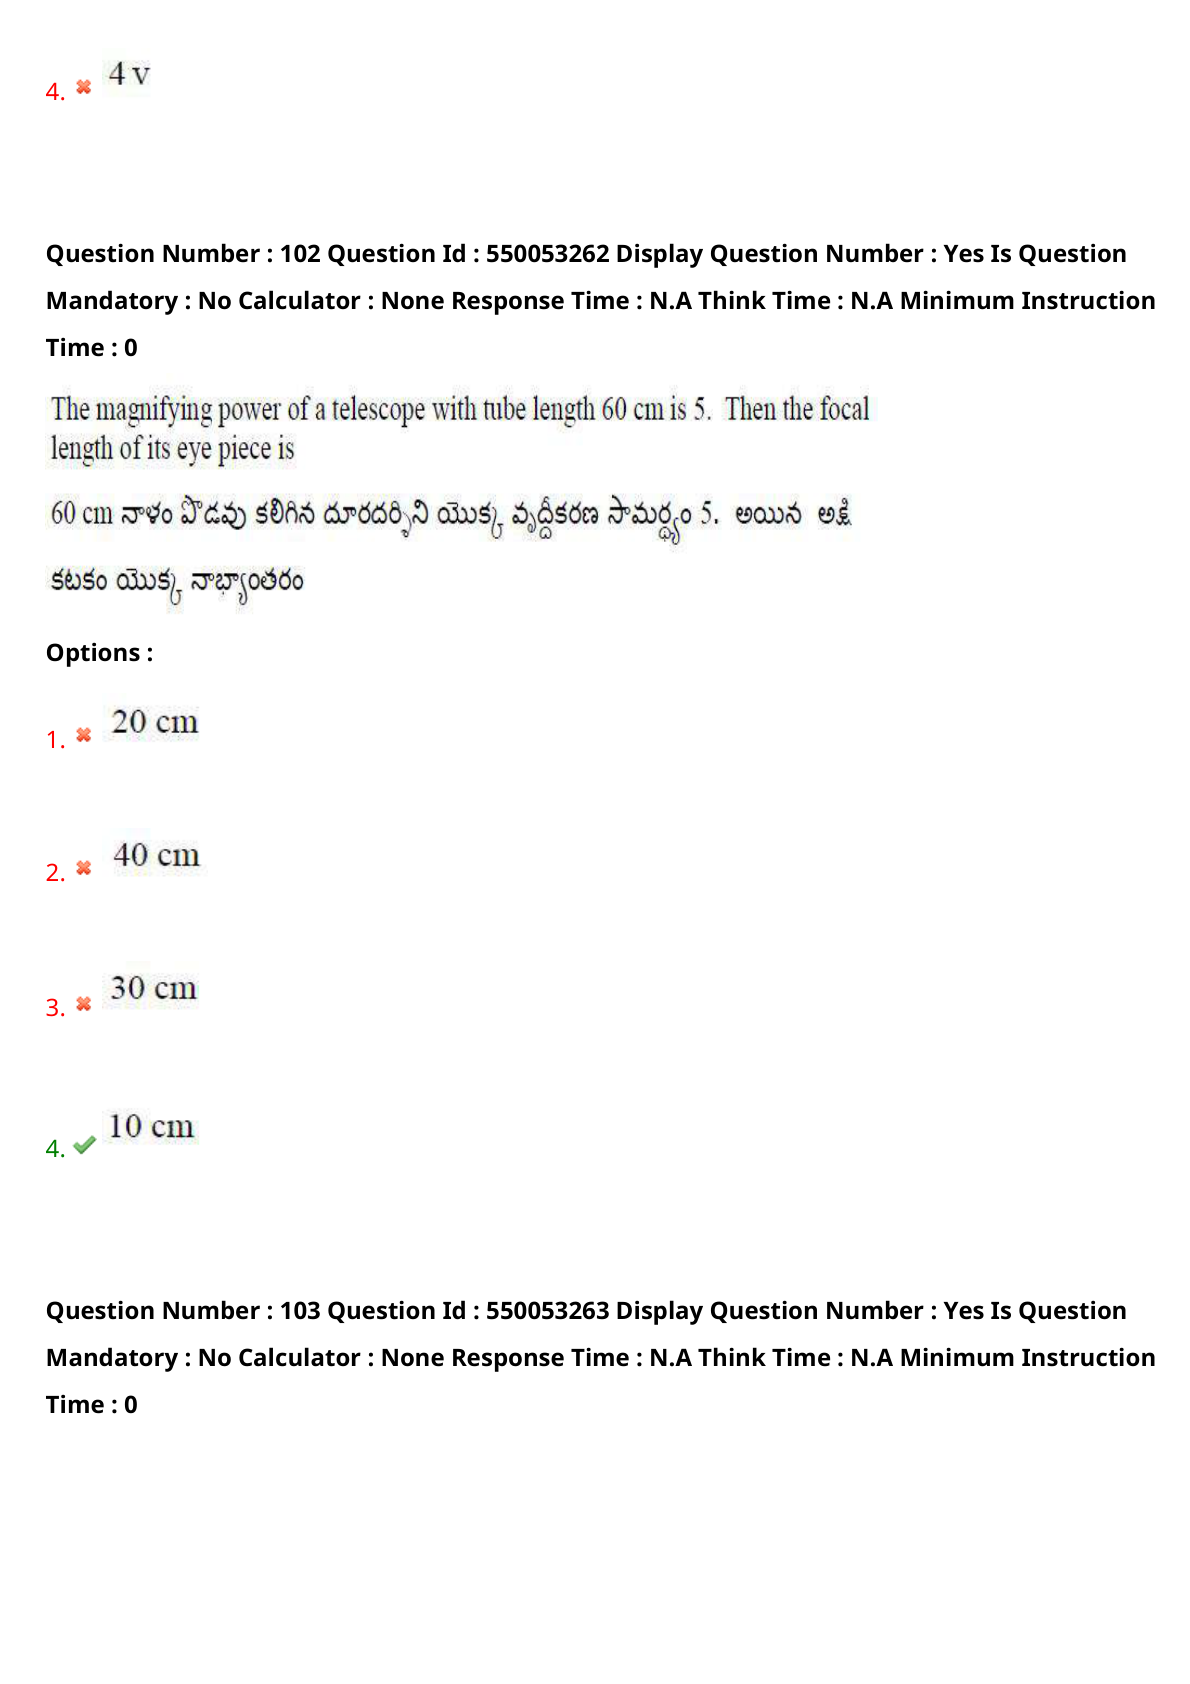 4. 4 v
Question Number : 102 Question Id : 550053262 Display Question Number : Yes Is Question
Mandatory : No Calculator : None Response Time : N.A Think Time : N.A Minimum Instruction
Time : 0
The magnifying power of a telescope with tube length 60 cm is 5. Then the focal
length of its eye piece is
60 cm నాళం పొడవు కలిగిన దూరదర్శిని యొక్క వృద్ధీకరణ సామర్థ్యం 5. అయిన అక్షి
కటకం యొక్క నాభ్యాంతరం
Options :
1. 20 cm
2. 40 cm
3. 30 cm
4. 10 cm
Question Number : 103 Question Id : 550053263 Display Question Number : Yes Is Question
Mandatory : No Calculator : None Response Time : N.A Think Time : N.A Minimum Instruction
Time : 0